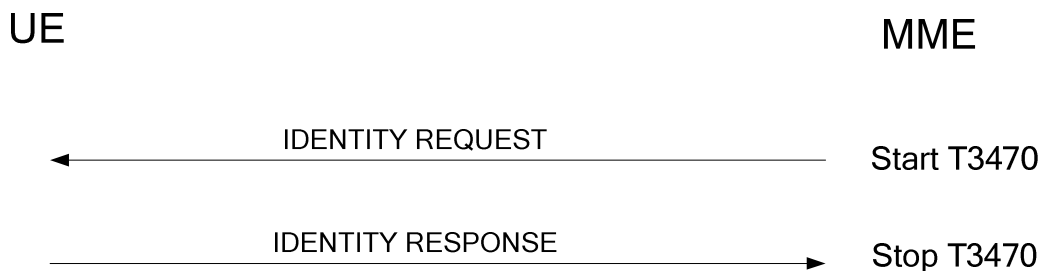 UE
MME
IDENTITY REQUEST
Start T3470
IDENTITY RESPONSE
Stop T3470